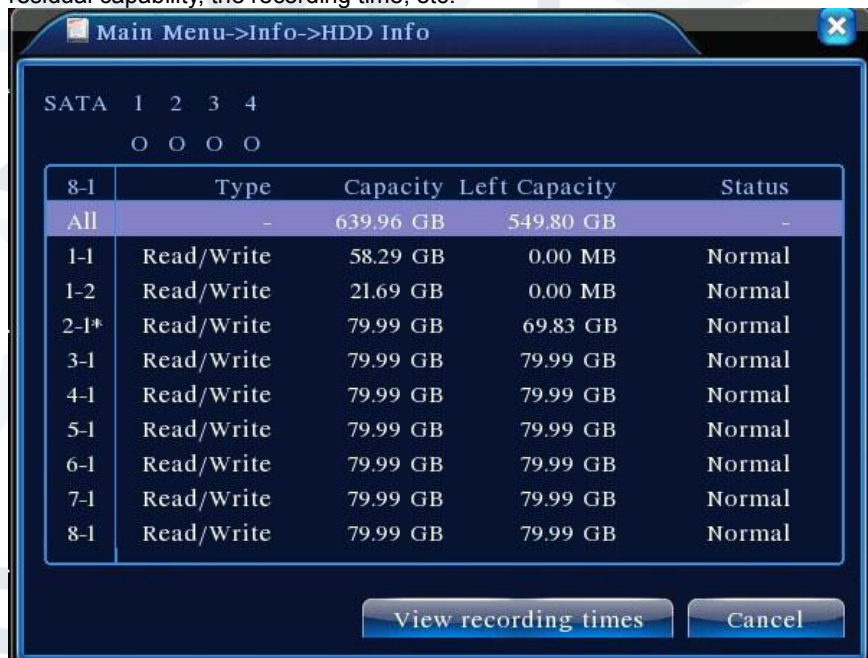 residual capability, the recording time, etc.
Main Menu->Info->HDD Info
SATA 1 2 3 4
O O O O
8-1 Type Capacity Left Capacity Status
All - 639.96 GB 549.80 GB -
1-1 Read/Write 58.29 GB 0.00 MB Normal
1-2 Read/Write 21.69 GB 0.00 MB Normal
2-1* Read/Write 79.99 GB 69.83 GB Normal
3-1 Read/Write 79.99 GB 79.99 GB Normal
4-1 Read/Write 79.99 GB 79.99 GB Normal
5-1 Read/Write 79.99 GB 79.99 GB Normal
6-1 Read/Write 79.99 GB 79.99 GB Normal
7-1 Read/Write 79.99 GB 79.99 GB Normal
8-1 Read/Write 79.99 GB 79.99 GB Normal
View recording times Cancel